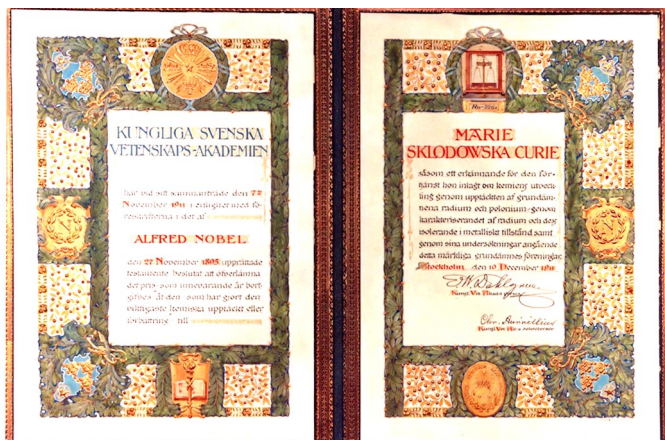 KUNGLIGA SVENSKA
VETENSKAPS-AKADEMIEN
har vid sitt sammanträde den 7
November 1911 i enlighet med fö-
reskrifterna i det af
ALFRED NOBEL
den 27 November 1895 upprättade
testamente beslutat att öfverlämna
det pris som innevarande år bort-
gifves åt den som har gjort den
viktigaste kemiska upptäckt eller
förbättring till
MARIE
SKLODOWSKA CURIE
såsom ett erkännande för den för-
tjänst hon inlagt om kemiens utveck-
ling genom upptäckten af grundäm-
nena radium och polonium genom
karakteriserandet af radium och dess
isolerande i metalliskt tillstånd samt
genom sina undersökningar angående
detta märkliga grundämnes föreningar.
Stockholm den 10 December 1911